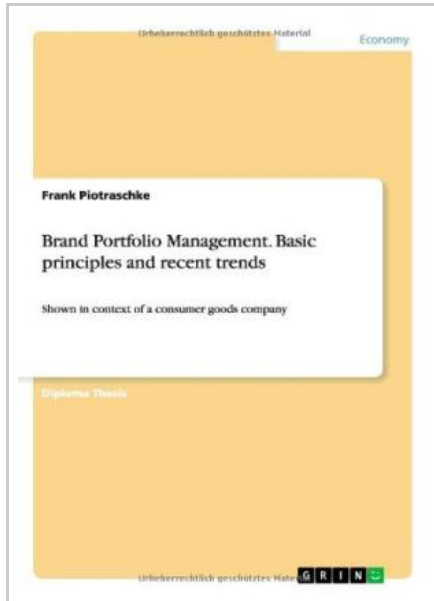 Urheberrechtlich geschütztes Material
Economy
Frank Piotraschke
Brand Portfolio Management. Basic
principles and recent trends
Shown in context of a consumer goods company
Diploma Thesis
Urheberrechtlich geschütztes Mate
GRIN